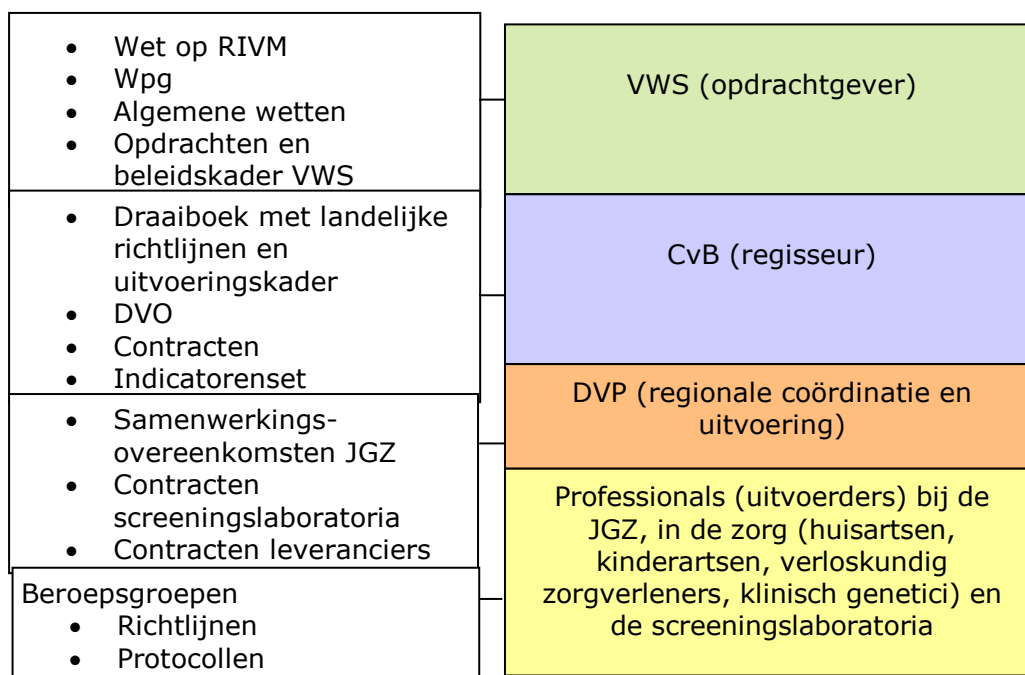 • Wet op RIVM
• Wpg
• Algemene wetten
• Opdrachten en
beleidskader VWS
VWS (opdrachtgever)
• Draaiboek met landelijke
richtlijnen en
uitvoeringskader
• DVO
• Contracten
• Indicatorenset
CvB (regisseur)
• Samenwerkings-
overeenkomsten JGZ
• Contracten
screeningslaboratoria
• Contracten leveranciers
DVP (regionale coördinatie en
uitvoering)
Beroepsgroepen
• Richtlijnen
• Protocollen
Professionals (uitvoerders) bij de
JGZ, in de zorg (huisartsen,
kinderartsen, verloskundig
zorgverleners, klinisch genetici) en
de screeningslaboratoria